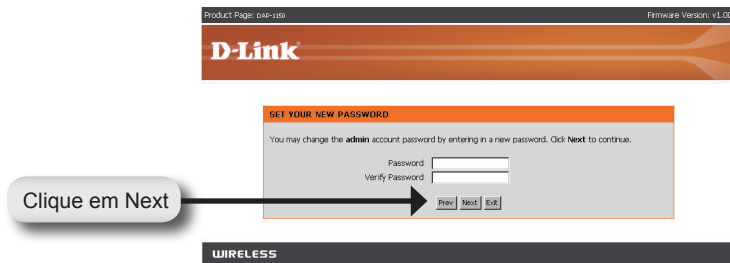 Product Page: DAP-1150 Firmware Version: v1.00
D-Link
SET YOUR NEW PASSWORD
You may change the admin account password by entering in a new password. Click Next to continue.
Password
Verify Password
Clique em Next
Prev Next Exit
WIRELESS